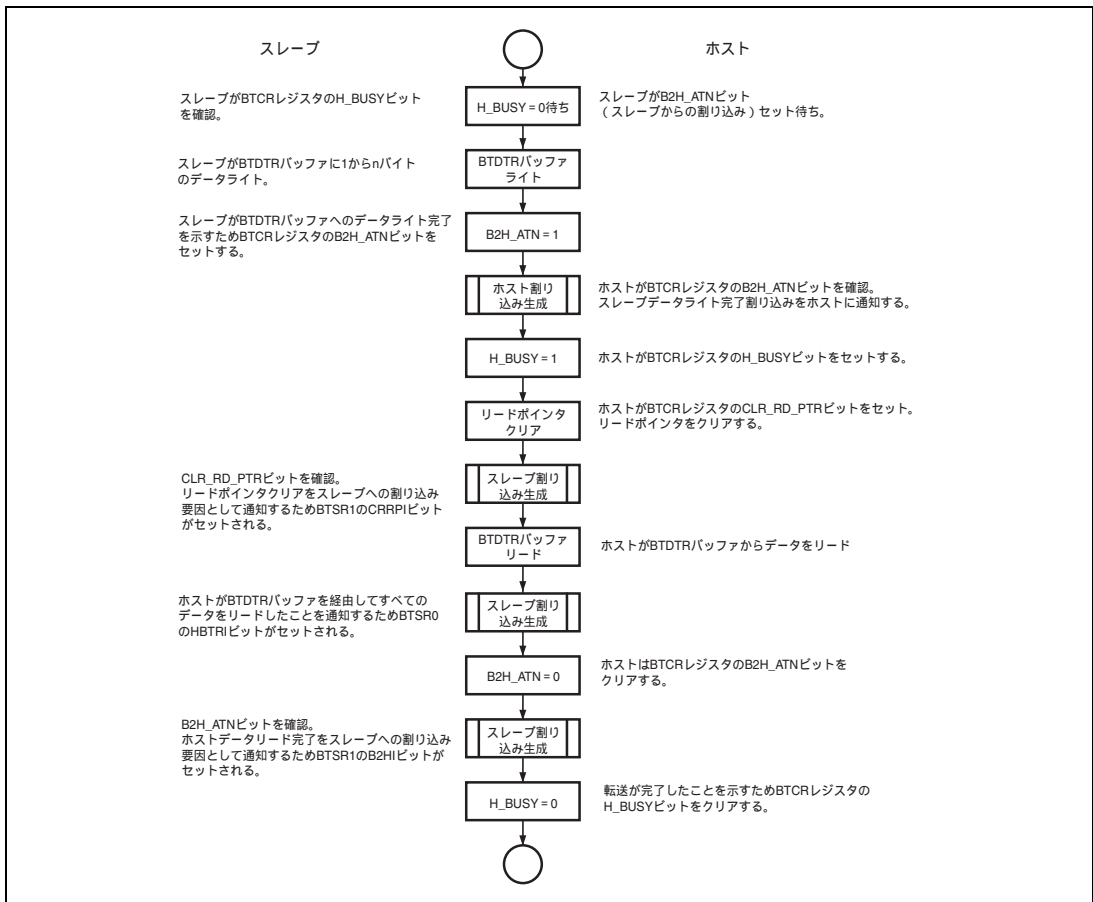 スレーブ
ホスト
スレーブがBTCRレジスタのH_BUSYビット
を確認。
H_BUSY = 0待ち
スレーブがB2H_ATNビット
(スレーブからの割り込み)セット待ち。
スレーブがBTDTRバッファに1からnバイト
のデータライト。
BTDTRバッファ
ライト
スレーブがBTDTRバッファへのデータライト完了
を示すためBTCRレジスタのB2H_ATNビットを
セットする。
B2H_ATN = 1
ホスト割り
込み生成
ホストがBTCRレジスタのB2H_ATNビットを確認。
スレーブデータライト完了割り込みをホストに通知する。
H_BUSY = 1
ホストがBTCRレジスタのH_BUSYビットをセットする。
リードポインタ
クリア
ホストがBTCRレジスタのCLR_RD_PTRビットをセット。
リードポインタをクリアする。
CLR_RD_PTRビットを確認。
リードポインタクリアをスレーブへの割り込み
要因として通知するためBTSR1のCRRPIビット
がセットされる。
スレーブ割り
込み生成
BTDTRバッファ
リード
ホストがBTDTRバッファからデータをリード
ホストがBTDTRバッファを経由してすべての
データをリードしたことを通知するためBTSR0
のHBTRIビットがセットされる。
スレーブ割り
込み生成
B2H_ATN = 0
ホストはBTCRレジスタのB2H_ATNビットを
クリアする。
B2H_ATNビットを確認。
ホストデータリード完了をスレーブへの割り込み
要因として通知するためBTSR1のB2HIビットが
セットされる。
スレーブ割り
込み生成
H_BUSY = 0
転送が完了したことを示すためBTCRレジスタの
H_BUSYビットをクリアする。